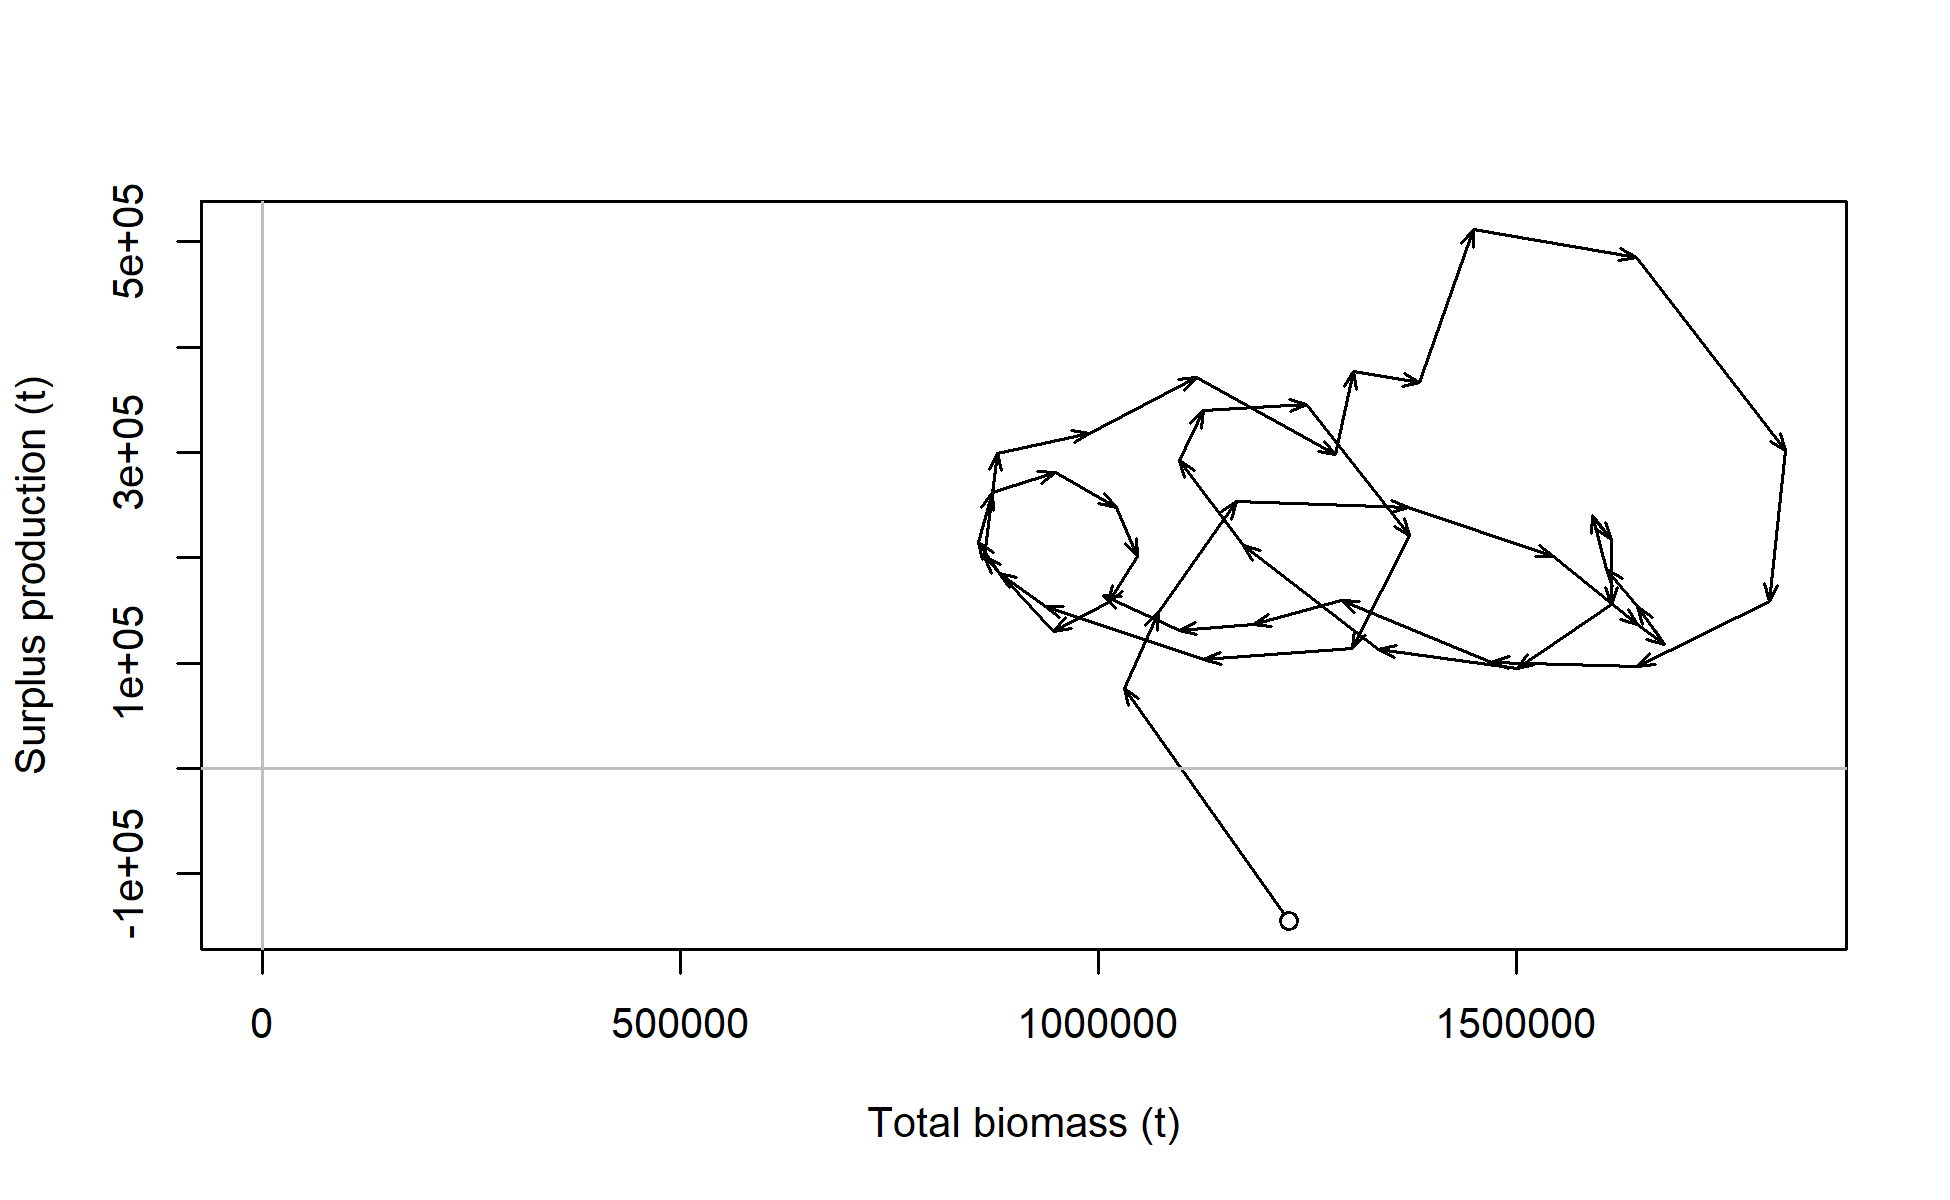 Surplus production (t)
5e+05
3e+05
1e+05
-1e+05
0 500000 1000000 1500000
Total biomass (t)